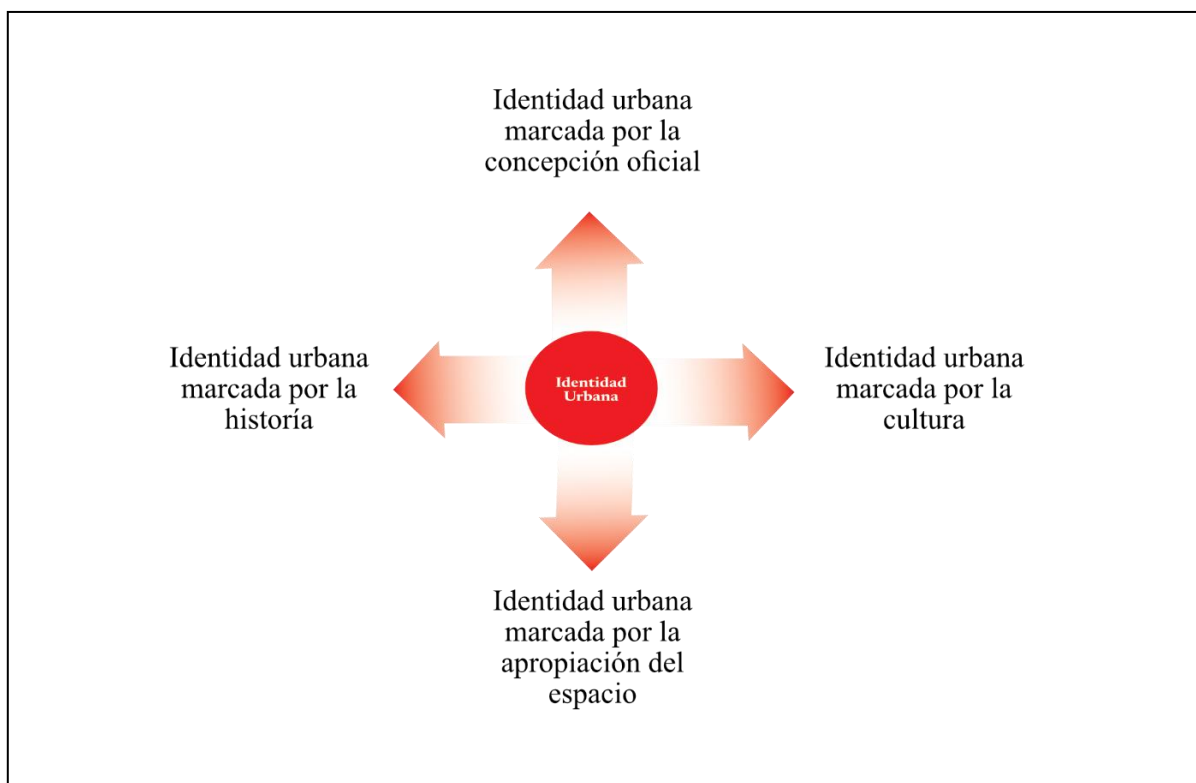 Identidad urbana
marcada por la
concepción oficial
Identidad urbana
marcada por la
historía
Identidad
Urbana
Identidad urbana
marcada por la
cultura
Identidad urbana
marcada por la
apropiación del
espacio